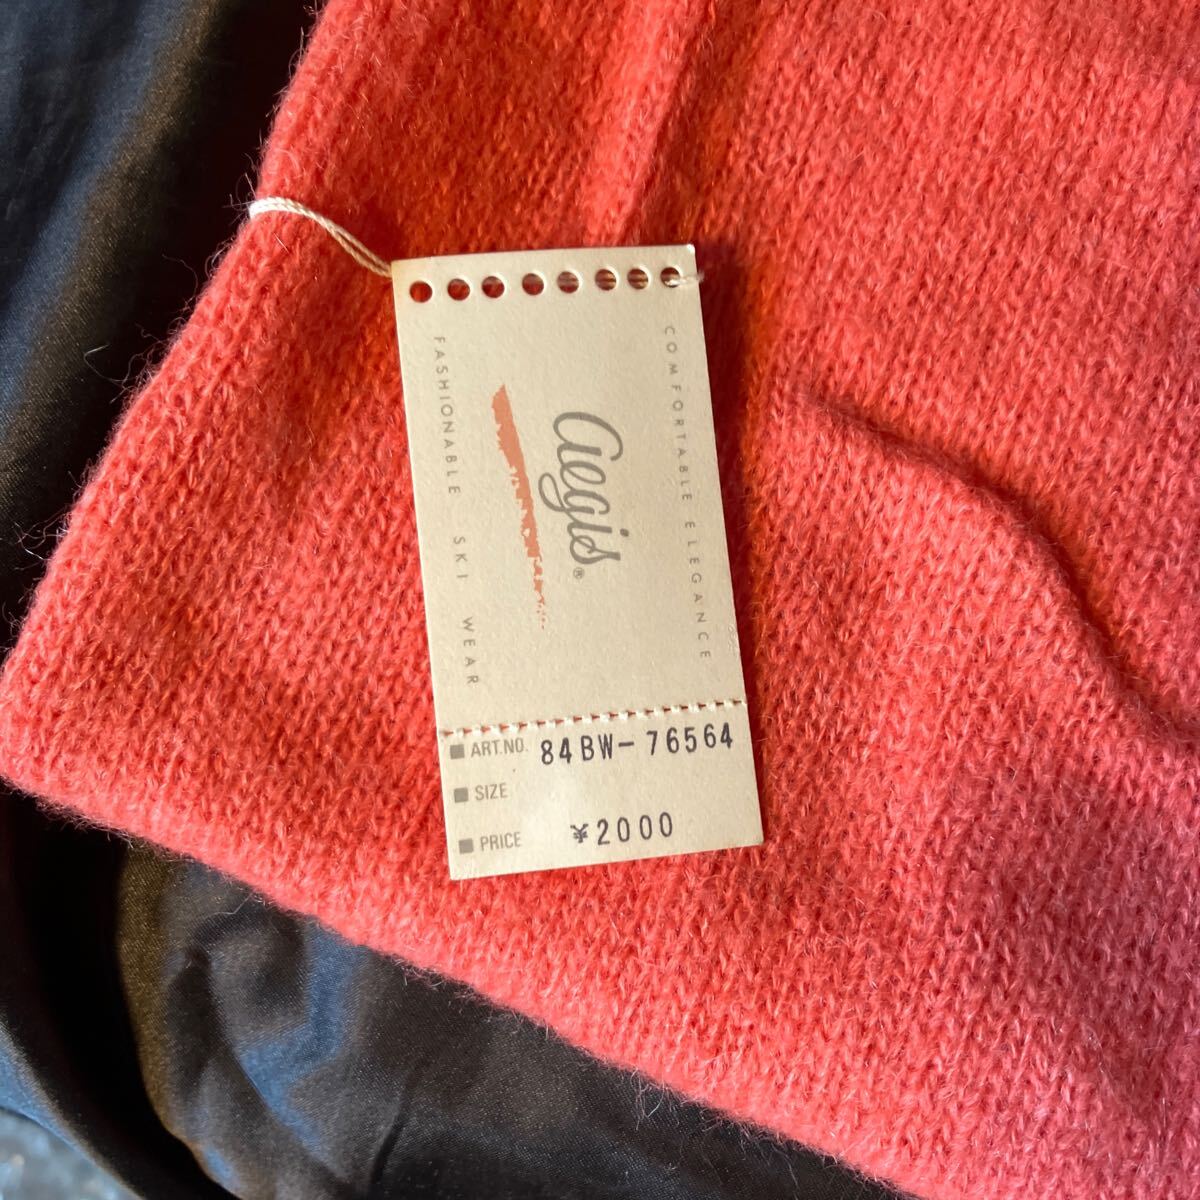 COMFORTABLE ELEGANCE
aegis®
FASHIONABLE SKI WEAR
ART.NO. 84BW-76564
SIZE
PRICE ¥2000